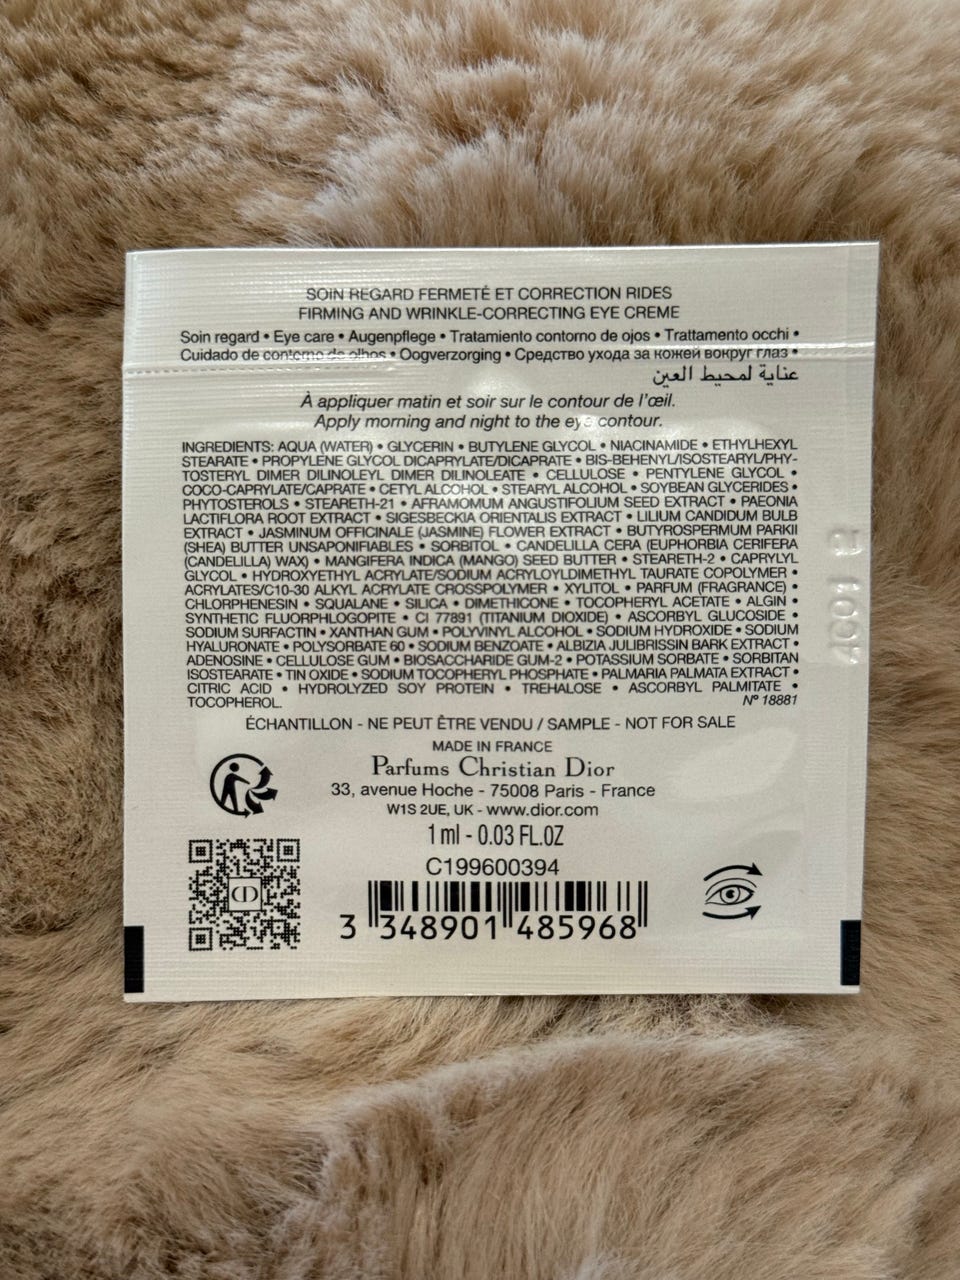 SOIN REGARD FERMETÉ ET CORRECTION RIDES
FIRMING AND WRINKLE-CORRECTING EYE CREME
Soin regard • Eye care • Augenpflege • Tratamiento contorno de ojos • Trattamento occhi •
Cuidado de contorno de olhos • Oogverzorging • Средство ухода за кожей вокруг глаз •
عناية لمحيط العين
À appliquer matin et soir sur le contour de l'œil.
Apply morning and night to the eye contour.
INGREDIENTS: AQUA (WATER) • GLYCERIN • BUTYLENE GLYCOL • NIACINAMIDE • ETHYLHEXYL
STEARATE • PROPYLENE GLYCOL DICAPRYLATE/DICAPRATE • BIS-BEHENYL/ISOSTEARYL/PHY-
TOSTERYL DIMER DILINOLEYL DIMER DILINOLEATE • CELLULOSE • PENTYLENE GLYCOL •
COCO-CAPRYLATE/CAPRATE • CETYL ALCOHOL • STEARYL ALCOHOL • SOYBEAN GLYCERIDES •
PHYTOSTEROLS • STEARETH-21 • AFRAMOMUM ANGUSTIFOLIUM SEED EXTRACT • PAEONIA
LACTIFLORA ROOT EXTRACT • SIGESBECKIA ORIENTALIS EXTRACT • LILIUM CANDIDUM BULB
EXTRACT • JASMINUM OFFICINALE (JASMINE) FLOWER EXTRACT • BUTYROSPERMUM PARKII
(SHEA) BUTTER UNSAPONIFIABLES • SORBITOL • CANDELILLA CERA (EUPHORBIA CERIFERA
(CANDELILLA) WAX) • MANGIFERA INDICA (MANGO) SEED BUTTER • STEARETH-2 • CAPRYLYL
GLYCOL • HYDROXYETHYL ACRYLATE/SODIUM ACRYLOYLDIMETHYL TAURATE COPOLYMER •
ACRYLATES/C10-30 ALKYL ACRYLATE CROSSPOLYMER • XYLITOL • PARFUM (FRAGRANCE) •
CHLORPHENESIN • SQUALANE • SILICA • DIMETHICONE • TOCOPHERYL ACETATE • ALGIN •
SYNTHETIC FLUORPHLOGOPITE • CI 77891 (TITANIUM DIOXIDE) • ASCORBYL GLUCOSIDE •
SODIUM SURFACTIN • XANTHAN GUM • POLYVINYL ALCOHOL • SODIUM HYDROXIDE • SODIUM
HYALURONATE • POLYSORBATE 60 • SODIUM BENZOATE • ALBIZIA JULIBRISSIN BARK EXTRACT •
ADENOSINE • CELLULOSE GUM • BIOSACCHARIDE GUM-2 • POTASSIUM SORBATE • SORBITAN
ISOSTEARATE • TIN OXIDE • SODIUM TOCOPHERYL PHOSPHATE • PALMARIA PALMATA EXTRACT •
CITRIC ACID • HYDROLYZED SOY PROTEIN • TREHALOSE • ASCORBYL PALMITATE •
TOCOPHEROL. N° 18881
ÉCHANTILLON - NE PEUT ÊTRE VENDU / SAMPLE - NOT FOR SALE
MADE IN FRANCE
Parfums Christian Dior
33, avenue Hoche - 75008 Paris - France
W1S 2UE, UK - www.dior.com
1 ml - 0.03 FL.OZ
C199600394
3 348901 485968